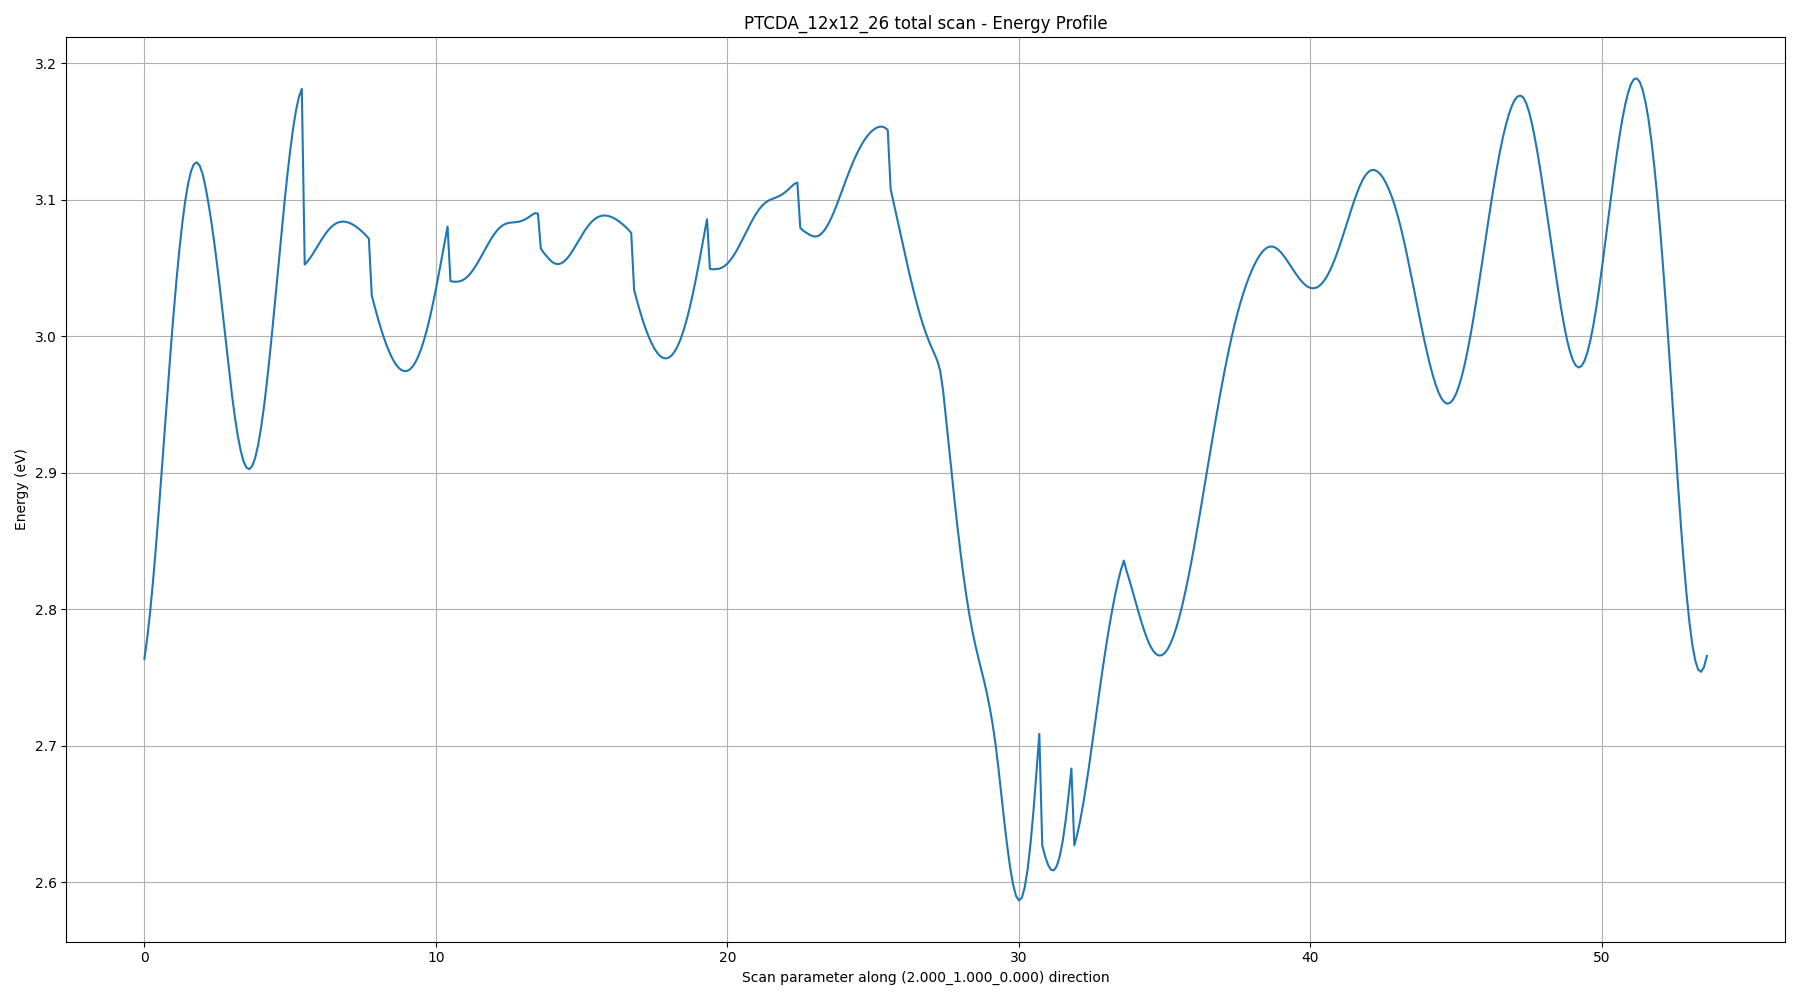 PTCDA_12x12_26 total scan - Energy Profile
3.2
3.1
3.0
2.9
2.8
2.7
2.6
Energy (eV)
0 10 20 30 40 50
Scan parameter along (2.000_1.000_0.000) direction